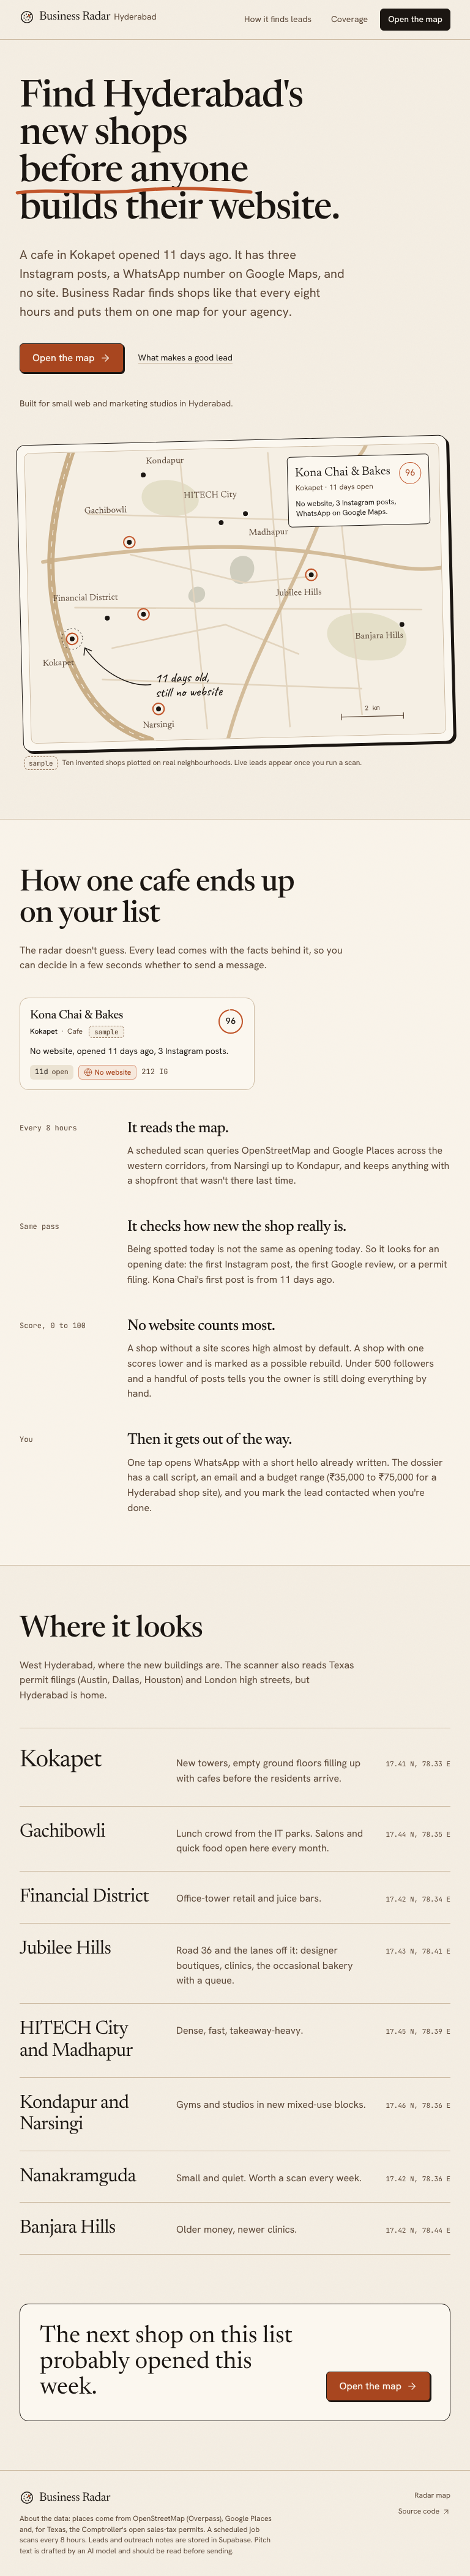 Business Radar Hyderabad
How it finds leads
Coverage
Open the map
Find Hyderabad's
new shops
before anyone
builds their website.
A cafe in Kokapet opened 11 days ago. It has three
Instagram posts, a WhatsApp number on Google Maps, and
no site. Business Radar finds shops like that every eight
hours and puts them on one map for your agency.
Open the map →
What makes a good lead
Built for small web and marketing studios in Hyderabad.
Kondapur
HITECH City
Gachibowli
Madhapur
Kona Chai & Bakes
96
Kokapet · 11 days open
No website, 3 Instagram posts,
WhatsApp on Google Maps.
Financial District
Jubilee Hills
Banjara Hills
Kokapet
11 days old,
still no website
Narsingi
2 km
sample
Ten invented shops plotted on real neighbourhoods. Live leads appear once you run a scan.
How one cafe ends up
on your list
The radar doesn't guess. Every lead comes with the facts behind it, so you
can decide in a few seconds whether to send a message.
Kona Chai & Bakes
96
Kokapet · Cafe sample
No website, opened 11 days ago, 3 Instagram posts.
11d open
No website
212 IG
Every 8 hours
It reads the map.
A scheduled scan queries OpenStreetMap and Google Places across the
western corridors, from Narsingi up to Kondapur, and keeps anything with
a shopfront that wasn't there last time.
Same pass
It checks how new the shop really is.
Being spotted today is not the same as opening today. So it looks for an
opening date: the first Instagram post, the first Google review, or a permit
filing. Kona Chai's first post is from 11 days ago.
Score, 0 to 100
No website counts most.
A shop without a site scores high almost by default. A shop with one
scores lower and is marked as a possible rebuild. Under 500 followers
and a handful of posts tells you the owner is still doing everything by
hand.
You
Then it gets out of the way.
One tap opens WhatsApp with a short hello already written. The dossier
has a call script, an email and a budget range (₹35,000 to ₹75,000 for a
Hyderabad shop site), and you mark the lead contacted when you're
done.
Where it looks
West Hyderabad, where the new buildings are. The scanner also reads Texas
permit filings (Austin, Dallas, Houston) and London high streets, but
Hyderabad is home.
Kokapet
New towers, empty ground floors filling up
with cafes before the residents arrive.
17.41 N, 78.33 E
Gachibowli
Lunch crowd from the IT parks. Salons and
quick food open here every month.
17.44 N, 78.35 E
Financial District
Office-tower retail and juice bars.
17.42 N, 78.34 E
Jubilee Hills
Road 36 and the lanes off it: designer
boutiques, clinics, the occasional bakery
with a queue.
17.43 N, 78.41 E
HITECH City
and Madhapur
Dense, fast, takeaway-heavy.
17.45 N, 78.39 E
Kondapur and
Narsingi
Gyms and studios in new mixed-use blocks.
17.46 N, 78.36 E
Nanakramguda
Small and quiet. Worth a scan every week.
17.42 N, 78.36 E
Banjara Hills
Older money, newer clinics.
17.42 N, 78.44 E
The next shop on this list
probably opened this
week.
Open the map →
Business Radar
About the data: places come from OpenStreetMap (Overpass), Google Places
and, for Texas, the Comptroller's open sales-tax permits. A scheduled job
scans every 8 hours. Leads and outreach notes are stored in Supabase. Pitch
text is drafted by an AI model and should be read before sending.
Radar map
Source code ↗